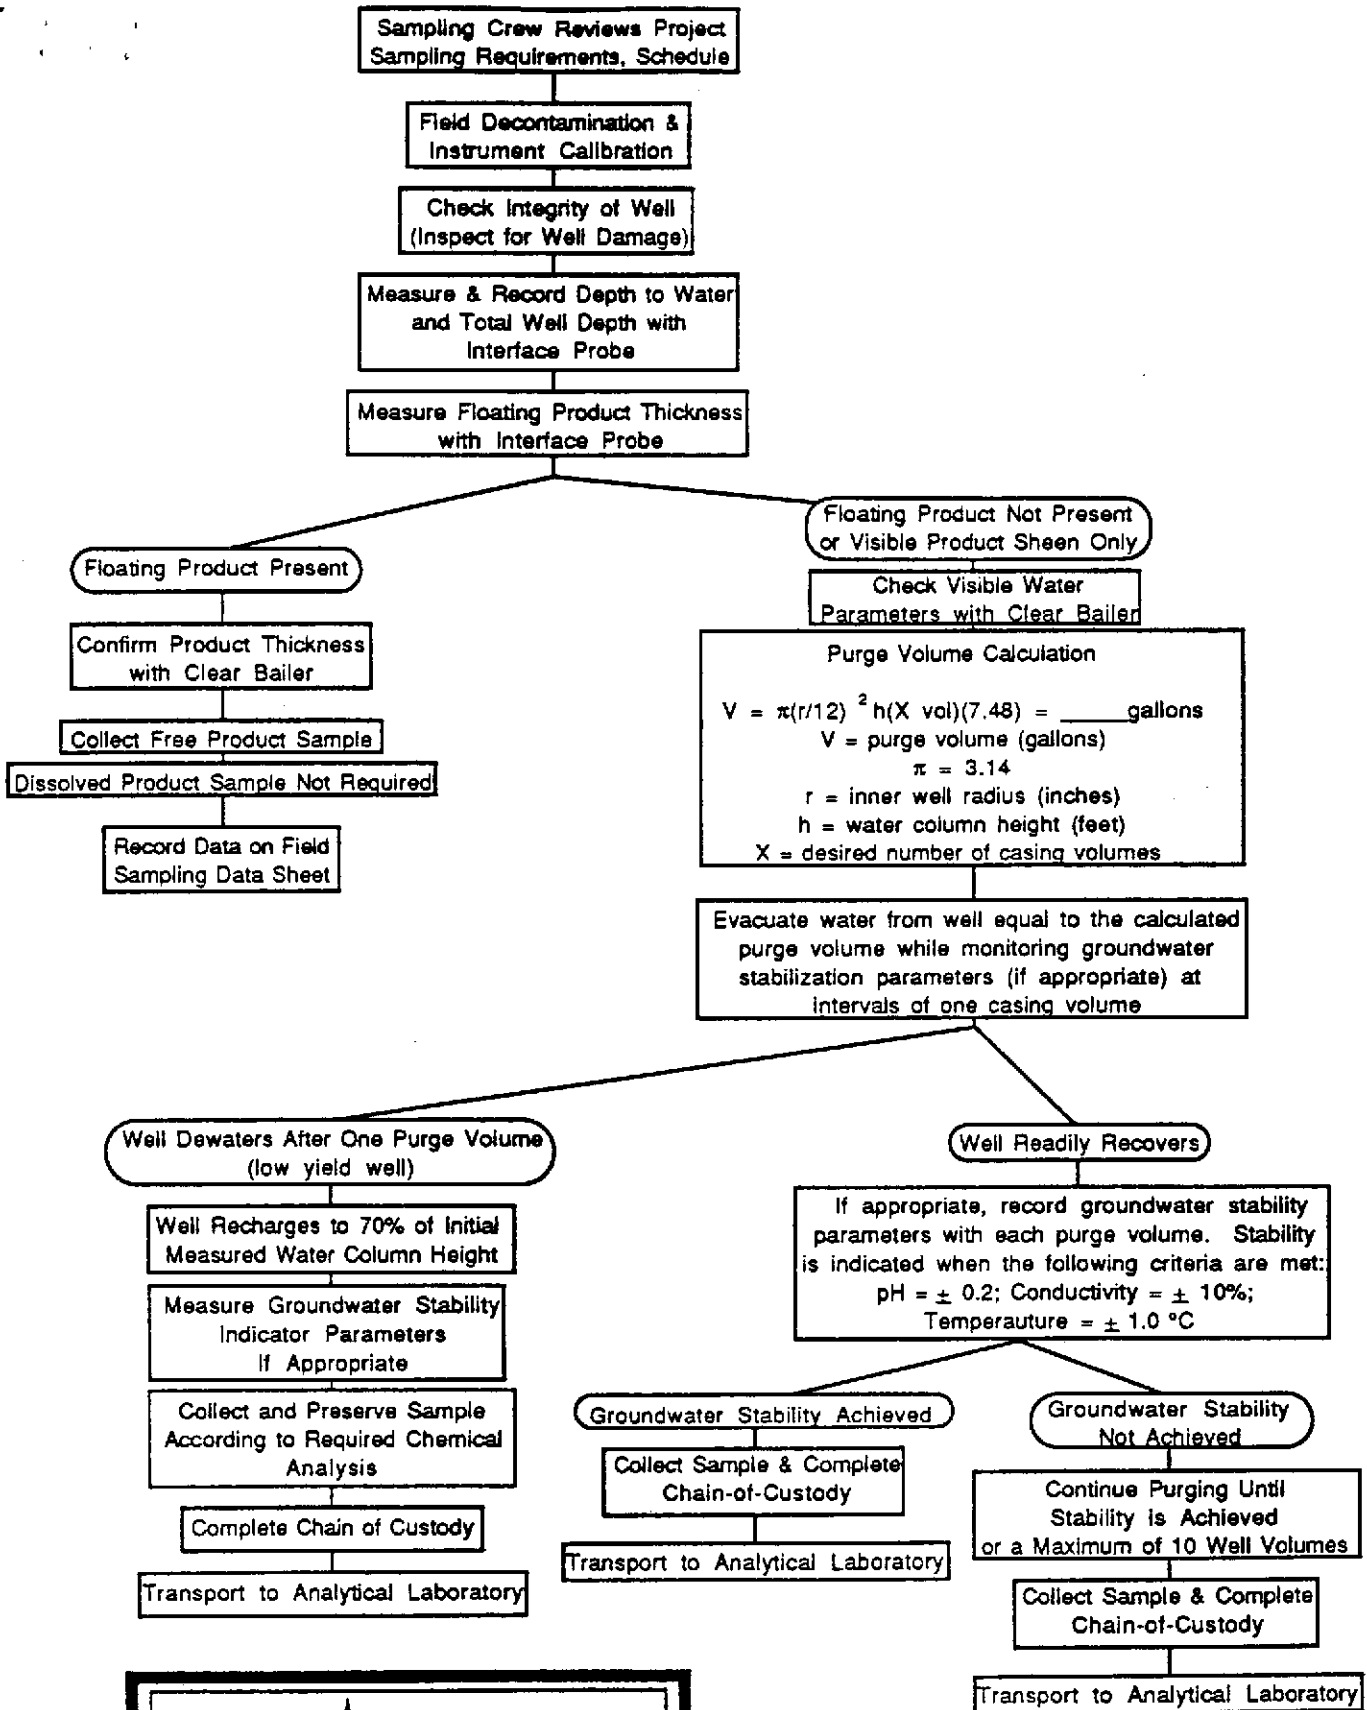 Sampling Crew Reviews Project
Sampling Requirements, Schedule
Field Decontamination &
Instrument Calibration
Check Integrity of Well
(Inspect for Well Damage)
Measure & Record Depth to Water
and Total Well Depth with
Interface Probe
Measure Floating Product Thickness
with Interface Probe
Floating Product Present
Confirm Product Thickness
with Clear Bailer
Collect Free Product Sample
Dissolved Product Sample Not Required
Record Data on Field
Sampling Data Sheet
Floating Product Not Present
or Visible Product Sheen Only
Check Visible Water
Parameters with Clear Bailer
Purge Volume Calculation
V = π(r/12) ² h(X vol)(7.48) = _____gallons
V = purge volume (gallons)
π = 3.14
r = inner well radius (inches)
h = water column height (feet)
X = desired number of casing volumes
Evacuate water from well equal to the calculated
purge volume while monitoring groundwater
stabilization parameters (if appropriate) at
intervals of one casing volume
Well Dewaters After One Purge Volume
(low yield well)
Well Recharges to 70% of Initial
Measured Water Column Height
Measure Groundwater Stability
Indicator Parameters
If Appropriate
Collect and Preserve Sample
According to Required Chemical
Analysis
Complete Chain of Custody
Transport to Analytical Laboratory
Well Readily Recovers
If appropriate, record groundwater stability
parameters with each purge volume. Stability
is indicated when the following criteria are met:
pH = ± 0.2; Conductivity = ± 10%;
Temperauture = ± 1.0 °C
Groundwater Stability Achieved
Collect Sample & Complete
Chain-of-Custody
Transport to Analytical Laboratory
Groundwater Stability
Not Achieved
Continue Purging Until
Stability is Achieved
or a Maximum of 10 Well Volumes
Collect Sample & Complete
Chain-of-Custody
Transport to Analytical Laboratory